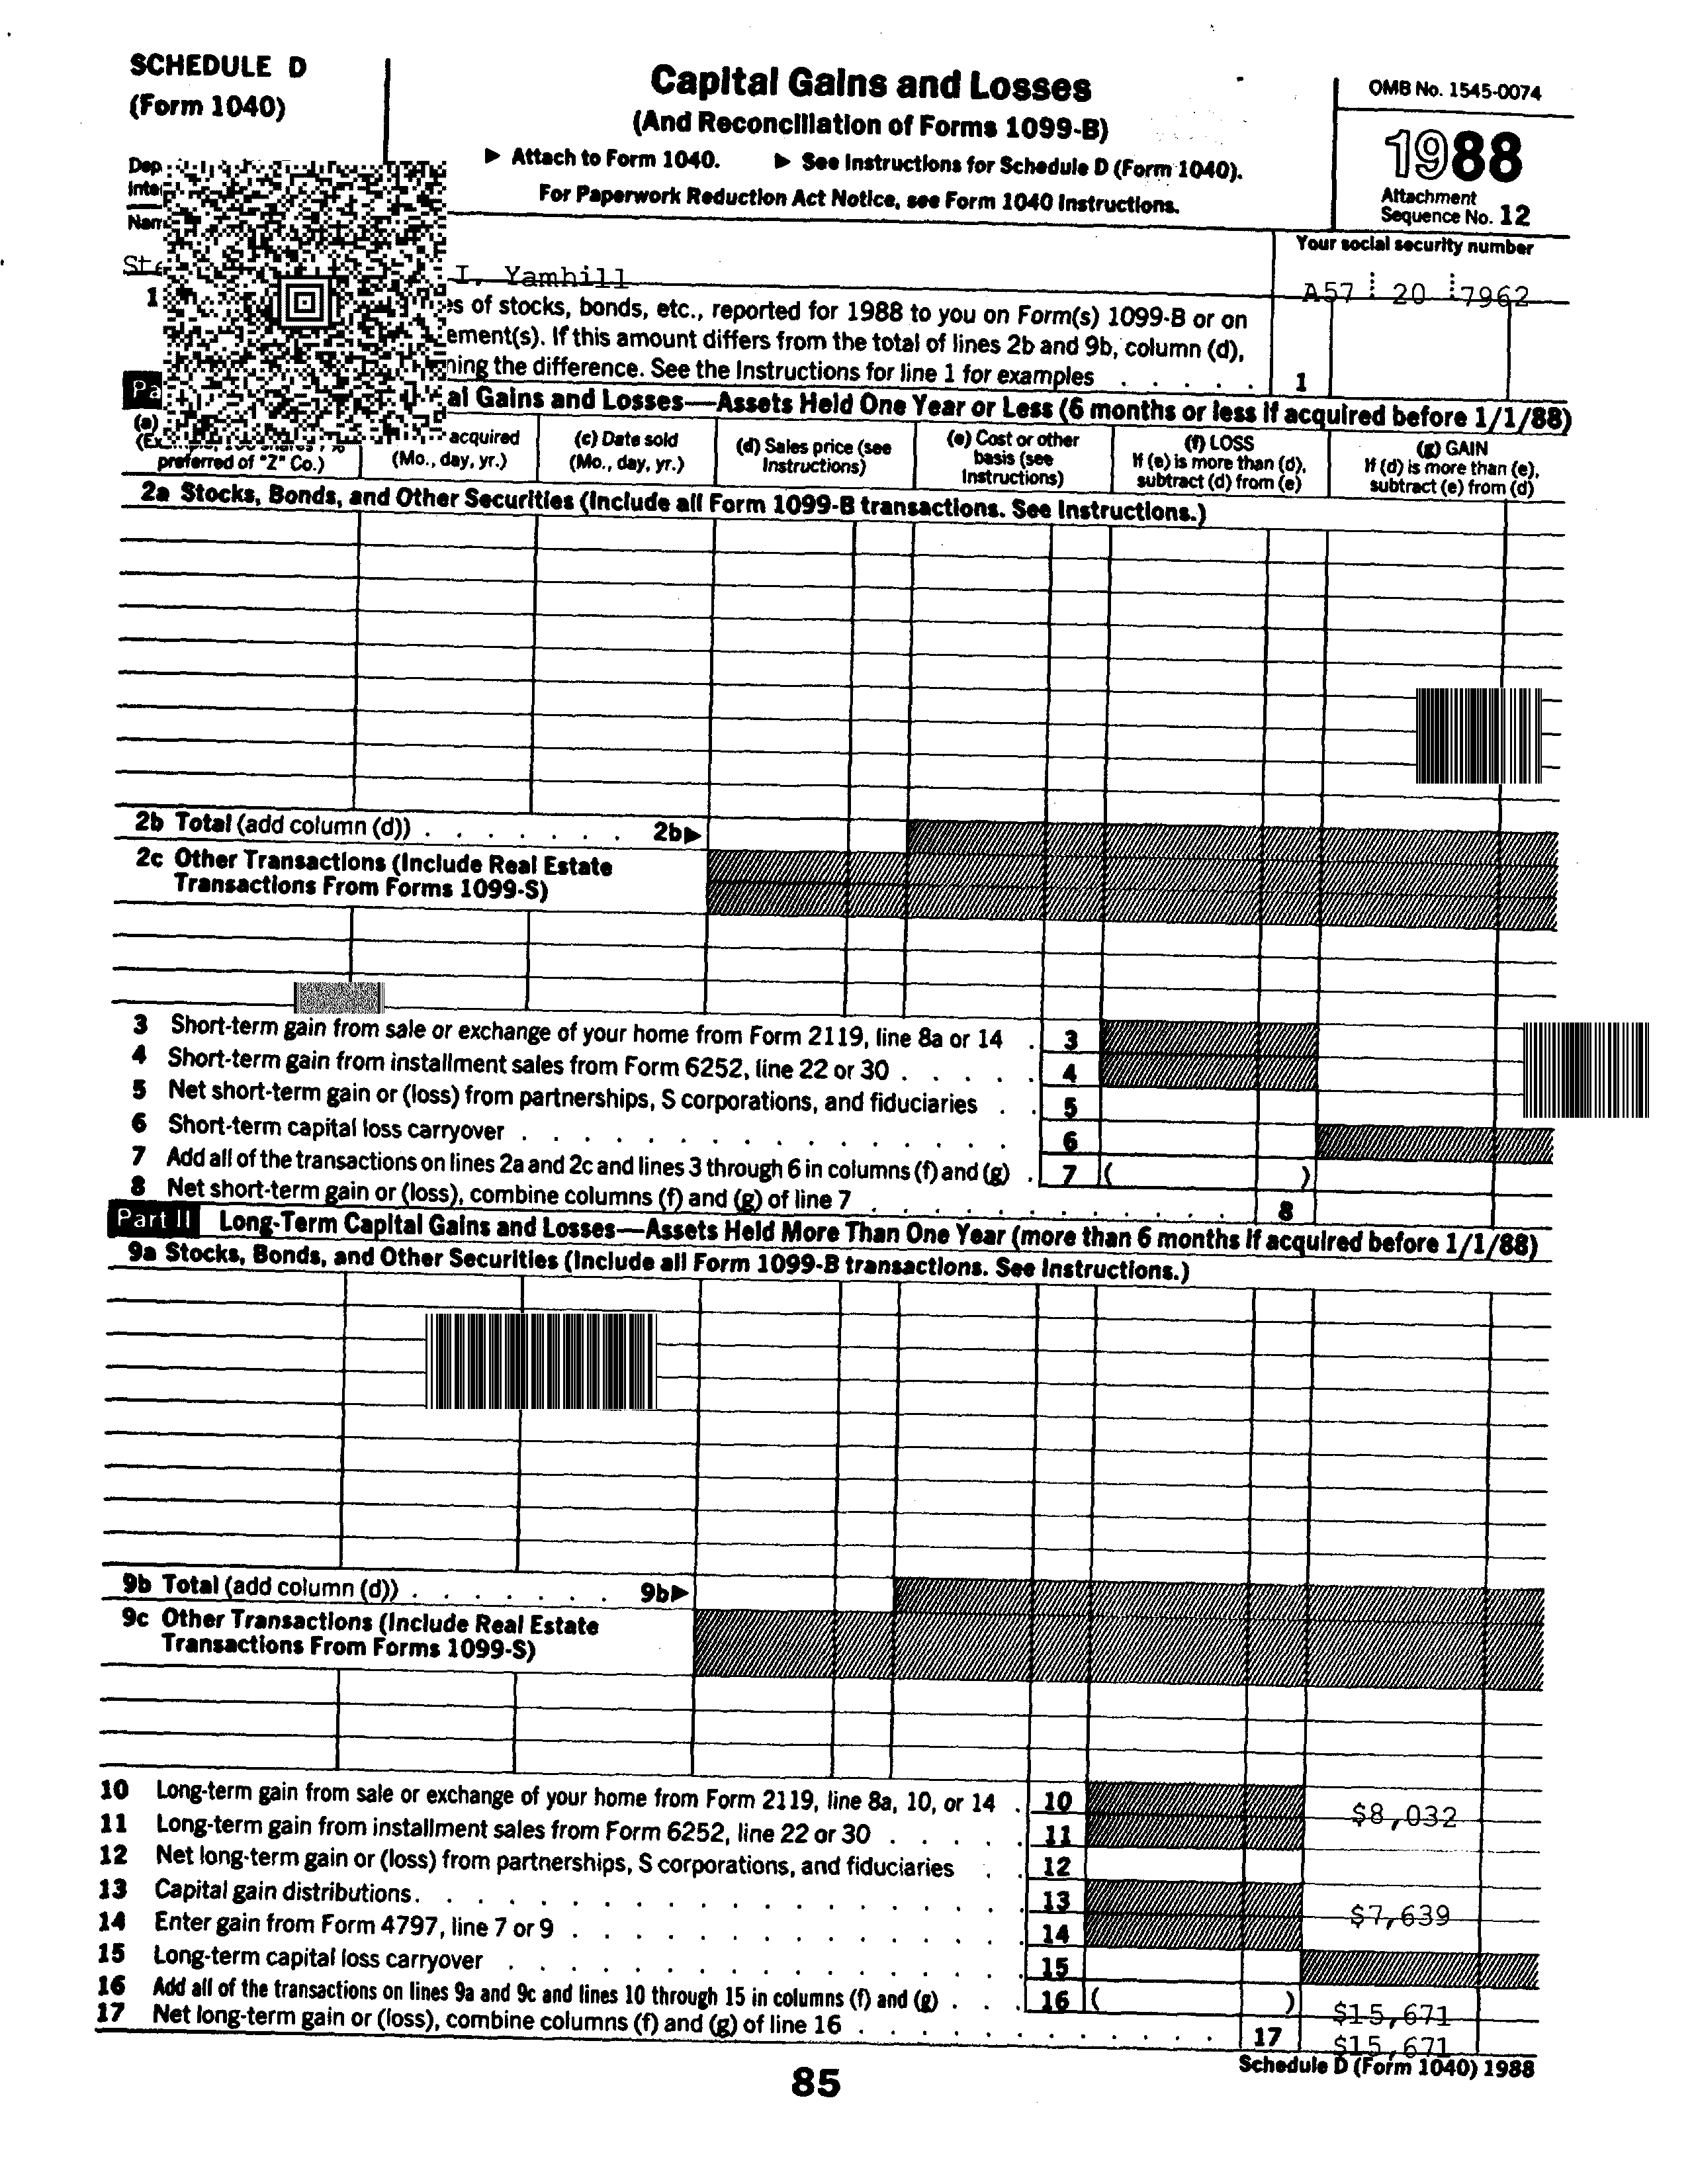 SCHEDULE D
(Form 1040)
Capital Gains and Losses
(And Reconciliation of Forms 1099-B)
▶ Attach to Form 1040. ▶ See Instructions for Schedule D (Form 1040).
For Paperwork Reduction Act Notice, see Form 1040 Instructions.
OMB No. 1545-0074
1988
Attachment
Sequence No. 12
Your social security number
I, Yamhill
A57 20 7962
1
of stocks, bonds, etc., reported for 1988 to you on Form(s) 1099-B or on
If this amount differs from the total of lines 2b and 9b, column (d),
the difference. See the Instructions for line 1 for examples . . . . . 1
Gains and Losses—Assets Held One Year or Less (6 months or less if acquired before 1/1/88)
(a)
preferred of "Z" Co.)
acquired
(Mo., day, yr.)
(c) Date sold
(Mo., day, yr.)
(d) Sales price (see
Instructions)
(e) Cost or other
basis (see
Instructions)
(f) LOSS
If (e) is more than (d),
subtract (d) from (e)
(g) GAIN
If (d) is more than (e),
subtract (e) from (d)
2a Stocks, Bonds, and Other Securities (Include all Form 1099-B transactions. See Instructions.)
2b Total (add column (d)) . . . . . . . 2b▶
2c Other Transactions (Include Real Estate
Transactions From Forms 1099-S)
3 Short-term gain from sale or exchange of your home from Form 2119, line 8a or 14 . 3
4 Short-term gain from installment sales from Form 6252, line 22 or 30 . . . . . 4
5 Net short-term gain or (loss) from partnerships, S corporations, and fiduciaries . . 5
6 Short-term capital loss carryover . . . . . . . . . . . . . . . . 6
7 Add all of the transactions on lines 2a and 2c and lines 3 through 6 in columns (f) and (g) . 7 ( )
8 Net short-term gain or (loss), combine columns (f) and (g) of line 7 . . . . . . . . . . . . . 8
Part II Long-Term Capital Gains and Losses—Assets Held More Than One Year (more than 6 months if acquired before 1/1/88)
9a Stocks, Bonds, and Other Securities (Include all Form 1099-B transactions. See Instructions.)
9b Total (add column (d)) . . . . . . . 9b▶
9c Other Transactions (Include Real Estate
Transactions From Forms 1099-S)
10 Long-term gain from sale or exchange of your home from Form 2119, line 8a, 10, or 14 . 10 $8,032
11 Long-term gain from installment sales from Form 6252, line 22 or 30 . . . . . 11
12 Net long-term gain or (loss) from partnerships, S corporations, and fiduciaries . . 12
13 Capital gain distributions. . . . . . . . . . . . . . . . . . . . 13 $7,639
14 Enter gain from Form 4797, line 7 or 9 . . . . . . . . . . . . . . . 14
15 Long-term capital loss carryover . . . . . . . . . . . . . . . . . 15
16 Add all of the transactions on lines 9a and 9c and lines 10 through 15 in columns (f) and (g) . . . 16 ( ) $15,671
17 Net long-term gain or (loss), combine columns (f) and (g) of line 16 . . . . . . . . . . . . . 17 $15,671
Schedule D (Form 1040) 1988
85